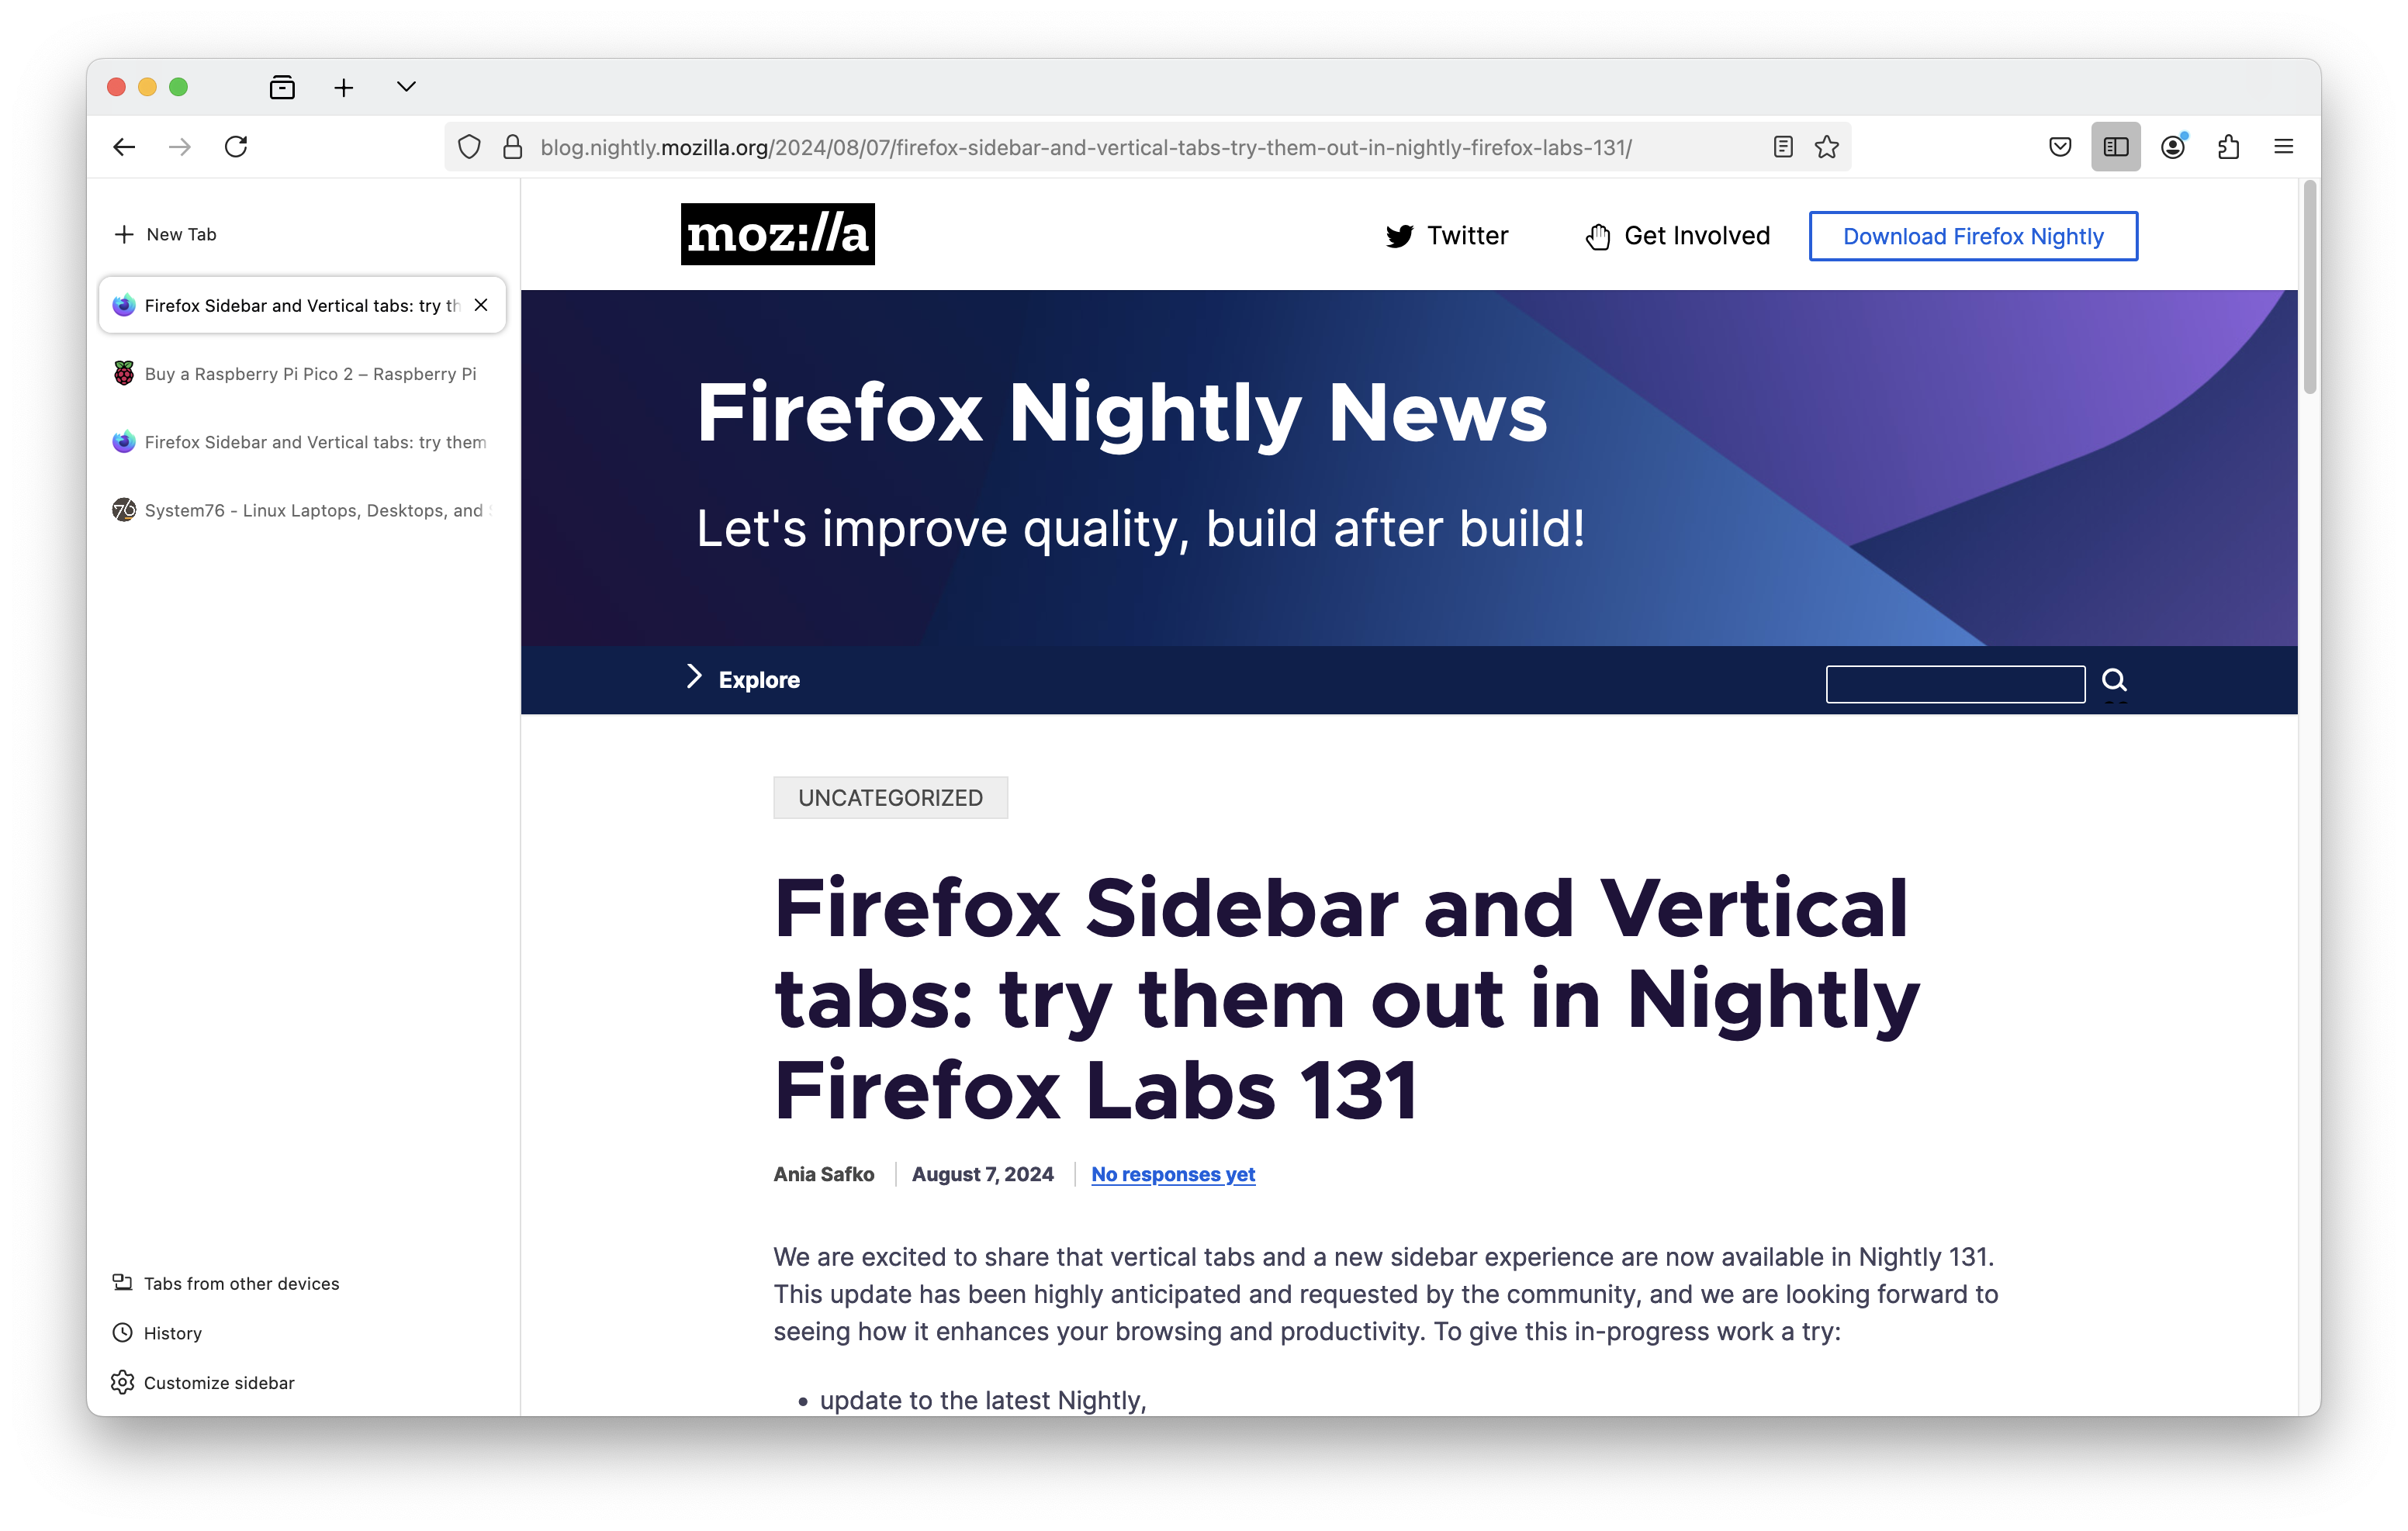 blog.nightly.mozilla.org/2024/08/07/firefox-sidebar-and-vertical-tabs-try-them-out-in-nightly-firefox-labs-131/
New Tab
Firefox Sidebar and Vertical tabs: try th
Buy a Raspberry Pi Pico 2 – Raspberry Pi
Firefox Sidebar and Vertical tabs: try them
76 System76 - Linux Laptops, Desktops, and S
Tabs from other devices
History
Customize sidebar
moz://a
Twitter
Get Involved
Download Firefox Nightly
Firefox Nightly News
Let's improve quality, build after build!
Explore
UNCATEGORIZED
Firefox Sidebar and Vertical
tabs: try them out in Nightly
Firefox Labs 131
Ania Safko August 7, 2024 No responses yet
We are excited to share that vertical tabs and a new sidebar experience are now available in Nightly 131.
This update has been highly anticipated and requested by the community, and we are looking forward to
seeing how it enhances your browsing and productivity. To give this in-progress work a try:
• update to the latest Nightly,